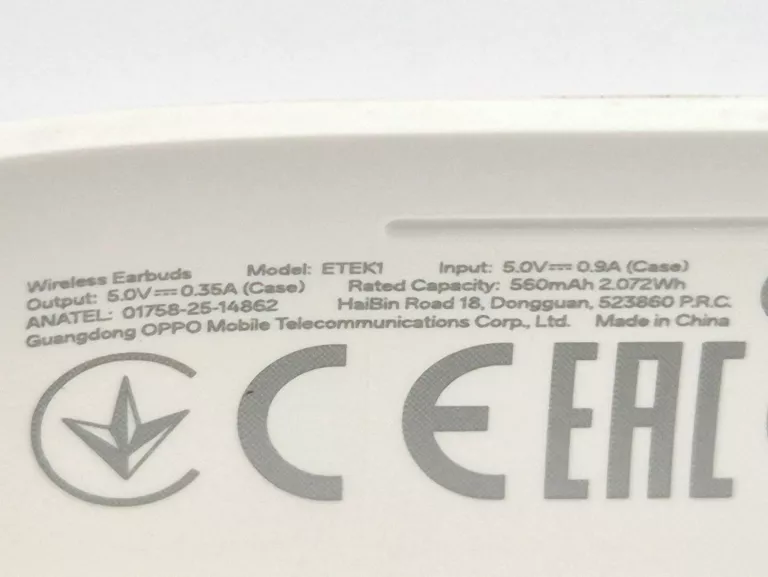 Wireless Earbuds Model: ETEK1 Input: 5.0V⎓0.9A (Case)
Output: 5.0V⎓0.35A (Case) Rated Capacity: 560mAh 2.072Wh
ANATEL: 01758-25-14862 HaiBin Road 18, Dongguan, 523860 P.R.C.
Guangdong OPPO Mobile Telecommunications Corp., Ltd. Made in China
CE EAC